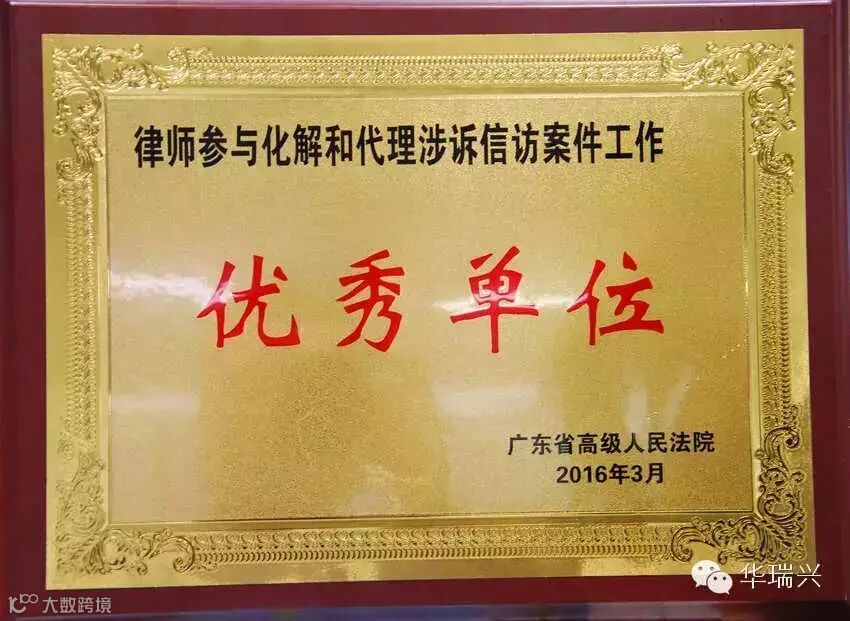 律师参与化解和代理涉诉信访案件工作
优秀单位
广东省高级人民法院
2016年3月
华瑞兴
大数跨境